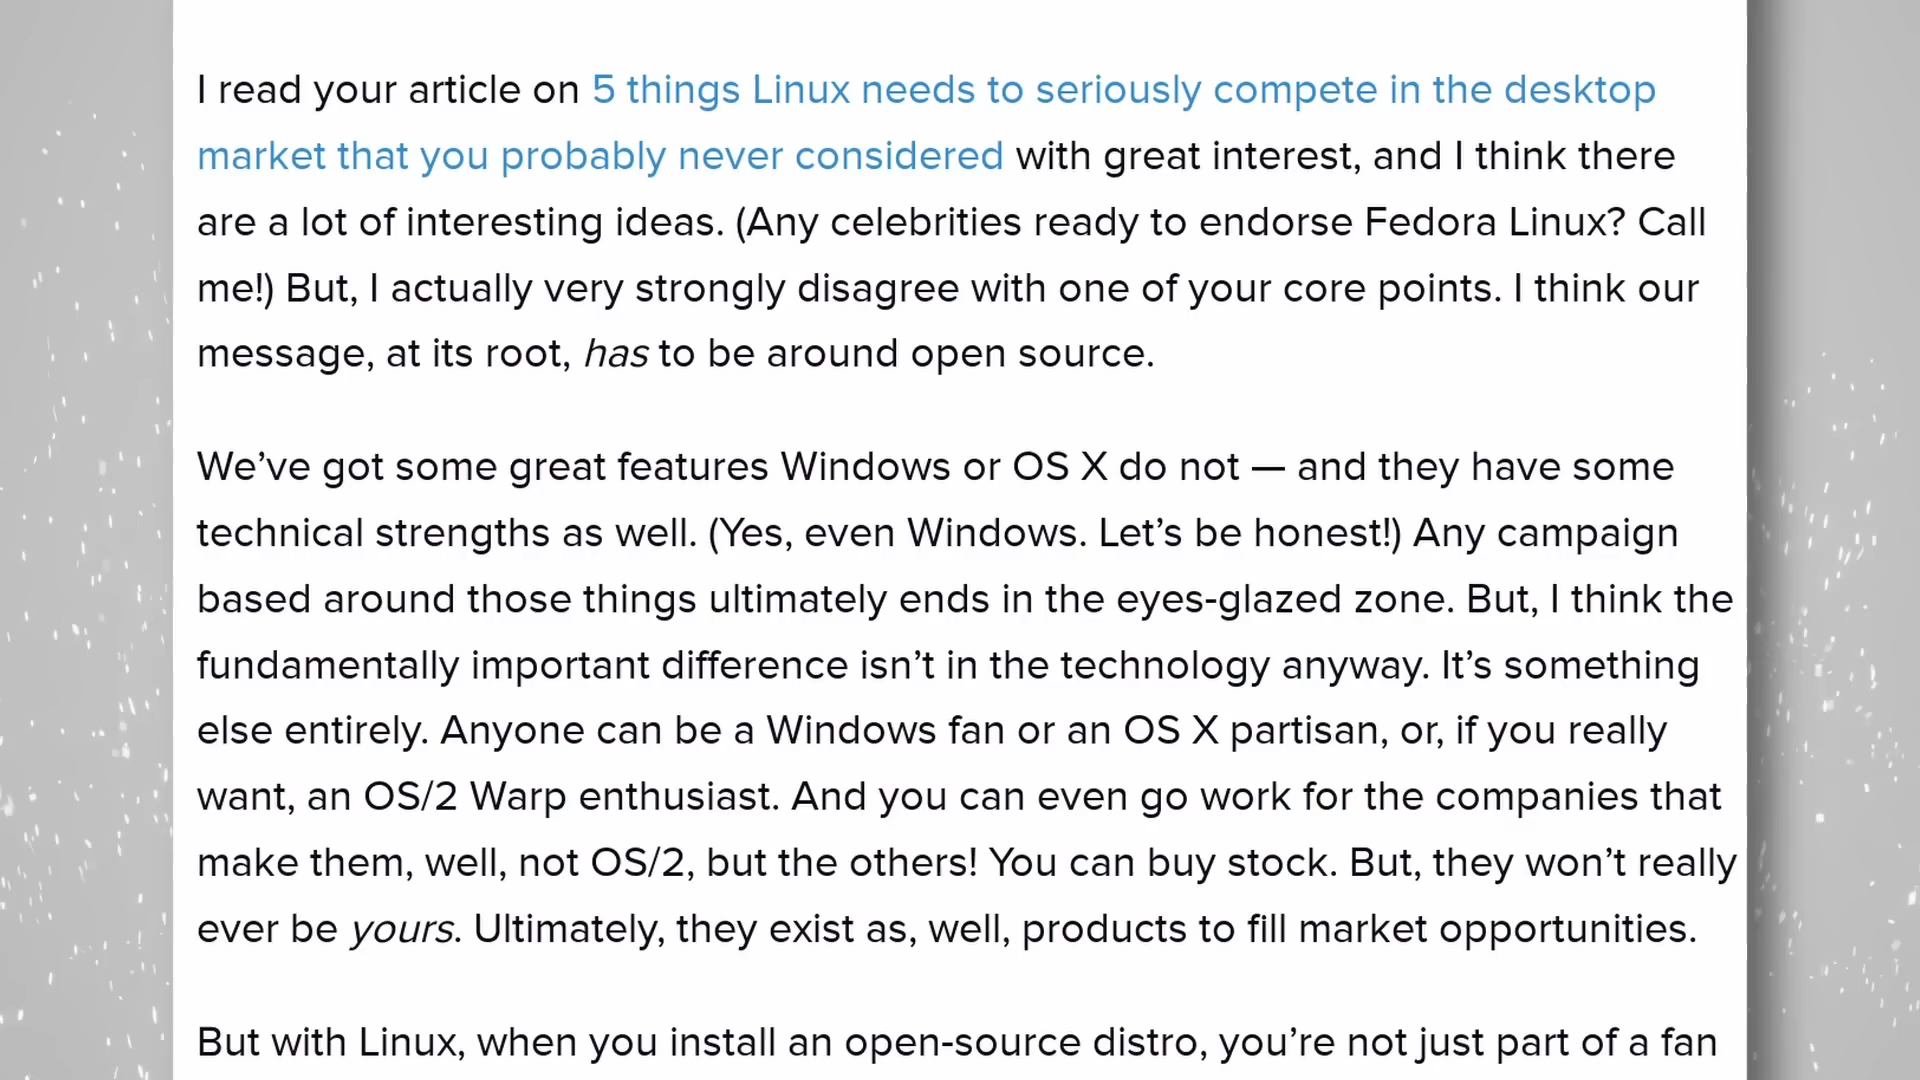 I read your article on 5 things Linux needs to seriously compete in the desktop
market that you probably never considered with great interest, and I think there
are a lot of interesting ideas. (Any celebrities ready to endorse Fedora Linux? Call
me!) But, I actually very strongly disagree with one of your core points. I think our
message, at its root, has to be around open source.
We’ve got some great features Windows or OS X do not — and they have some
technical strengths as well. (Yes, even Windows. Let’s be honest!) Any campaign
based around those things ultimately ends in the eyes-glazed zone. But, I think the
fundamentally important difference isn’t in the technology anyway. It’s something
else entirely. Anyone can be a Windows fan or an OS X partisan, or, if you really
want, an OS/2 Warp enthusiast. And you can even go work for the companies that
make them, well, not OS/2, but the others! You can buy stock. But, they won’t really
ever be yours. Ultimately, they exist as, well, products to fill market opportunities.
But with Linux, when you install an open-source distro, you’re not just part of a fan